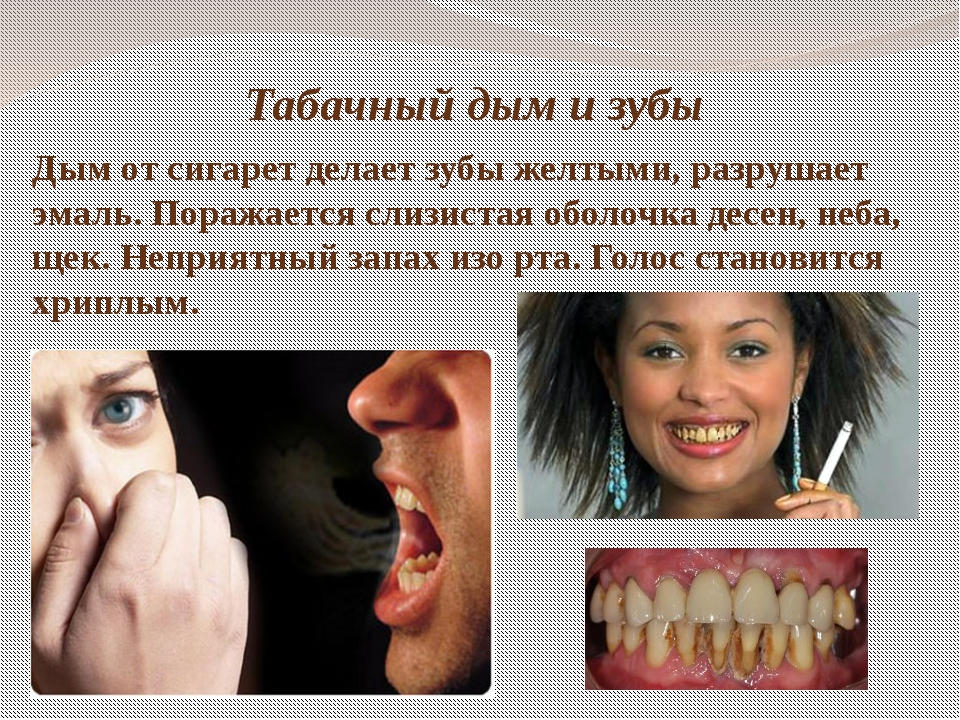 Табачный дым и зубы
Дым от сигарет делает зубы желтыми, разрушает
эмаль. Поражается слизистая оболочка десен, неба,
щек. Неприятный запах изо рта. Голос становится
хриплым.